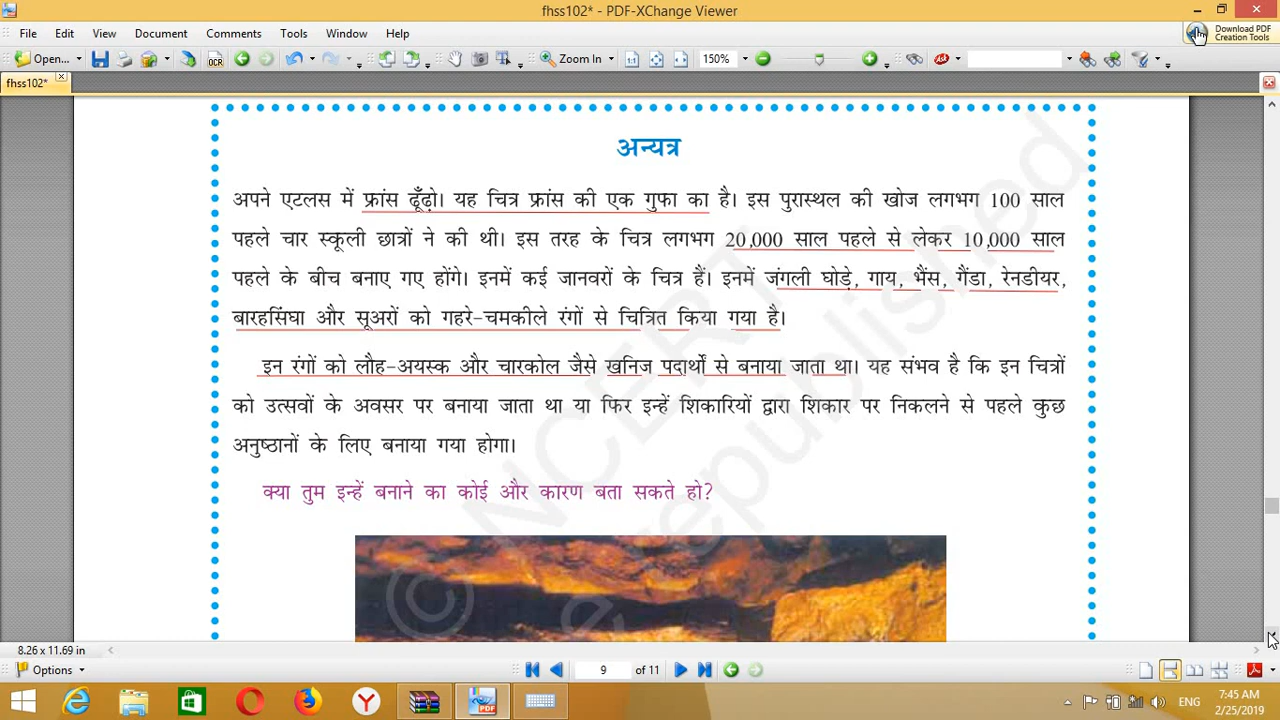 fhss102* - PDF-XChange Viewer
File Edit View Document Comments Tools Window Help
Download PDF Creation Tools
Open... OCR Zoom In 150%
fhss102*
अन्यत्र
अपने एटलस में फ्रांस ढूँढ़ो। यह चित्र फ्रांस की एक गुफा का है। इस पुरास्थल की खोज लगभग 100 साल
पहले चार स्कूली छात्रों ने की थी। इस तरह के चित्र लगभग 20,000 साल पहले से लेकर 10,000 साल
पहले के बीच बनाए गए होंगे। इनमें कई जानवरों के चित्र हैं। इनमें जंगली घोड़े, गाय, भैंस, गैंडा, रेनडीयर,
बारहसिंघा और सूअरों को गहरे-चमकीले रंगों से चित्रित किया गया है।
इन रंगों को लौह-अयस्क और चारकोल जैसे खनिज पदार्थों से बनाया जाता था। यह संभव है कि इन चित्रों
को उत्सवों के अवसर पर बनाया जाता था या फिर इन्हें शिकारियों द्वारा शिकार पर निकलने से पहले कुछ
अनुष्ठानों के लिए बनाया गया होगा।
क्या तुम इन्हें बनाने का कोई और कारण बता सकते हो?
© NCERT
republished
8.26 x 11.69 in
Options 9 of 11
ENG 7:45 AM
2/25/2019